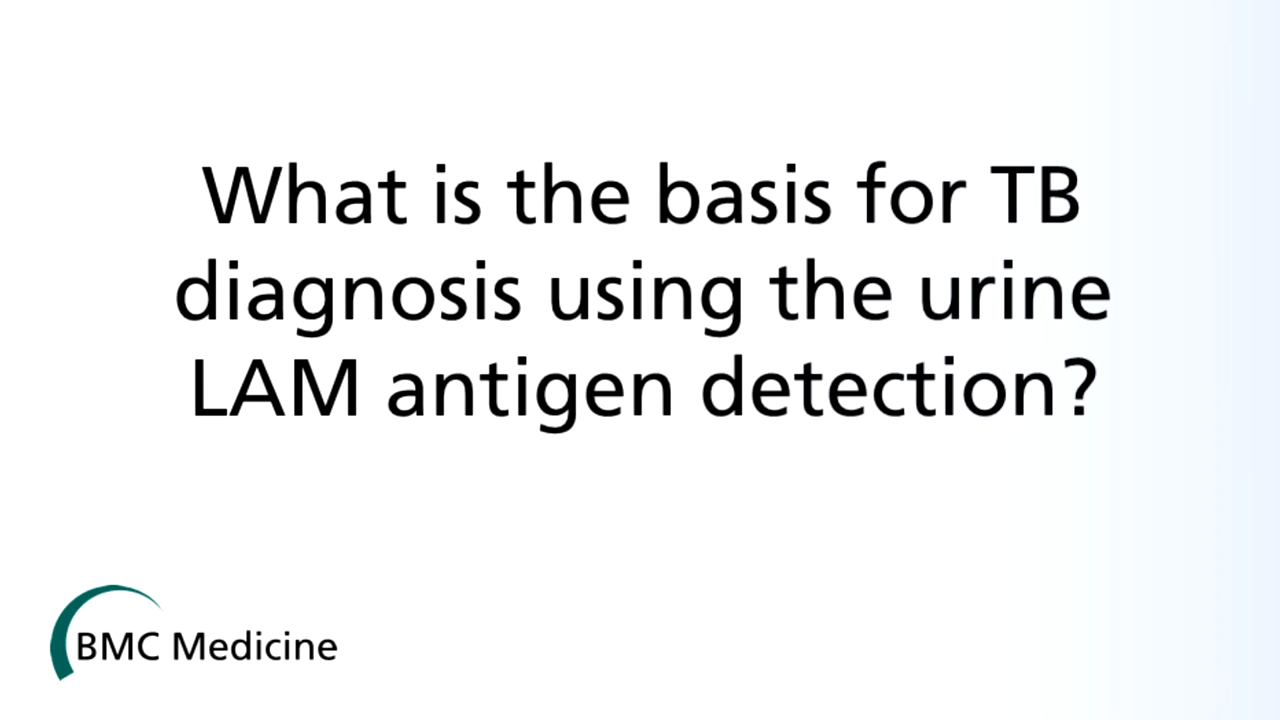 What is the basis for TB
diagnosis using the urine
LAM antigen detection?
BMC Medicine